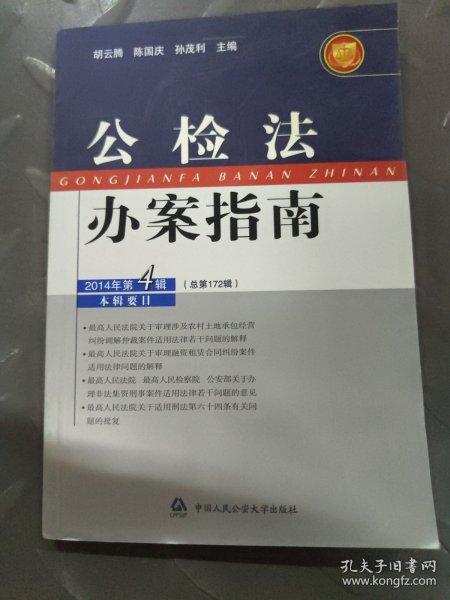 胡云腾 陈国庆 孙茂利 主编
公检法
GONGJIANFA BANAN ZHINAN
办案指南
2014年第4辑 (总第172辑)
本辑要目
•最高人民法院关于审理涉及农村土地承包经营
纠纷调解仲裁案件适用法律若干问题的解释
•最高人民法院关于审理融资租赁合同纠纷案件
适用法律问题的解释
•最高人民法院 最高人民检察院 公安部关于办
理非法集资刑事案件适用法律若干问题的意见
•最高人民法院关于适用刑法第六十四条有关问
题的批复
CPPSUP
中国人民公安大学出版社
孔夫子旧书网
www.kongfz.com